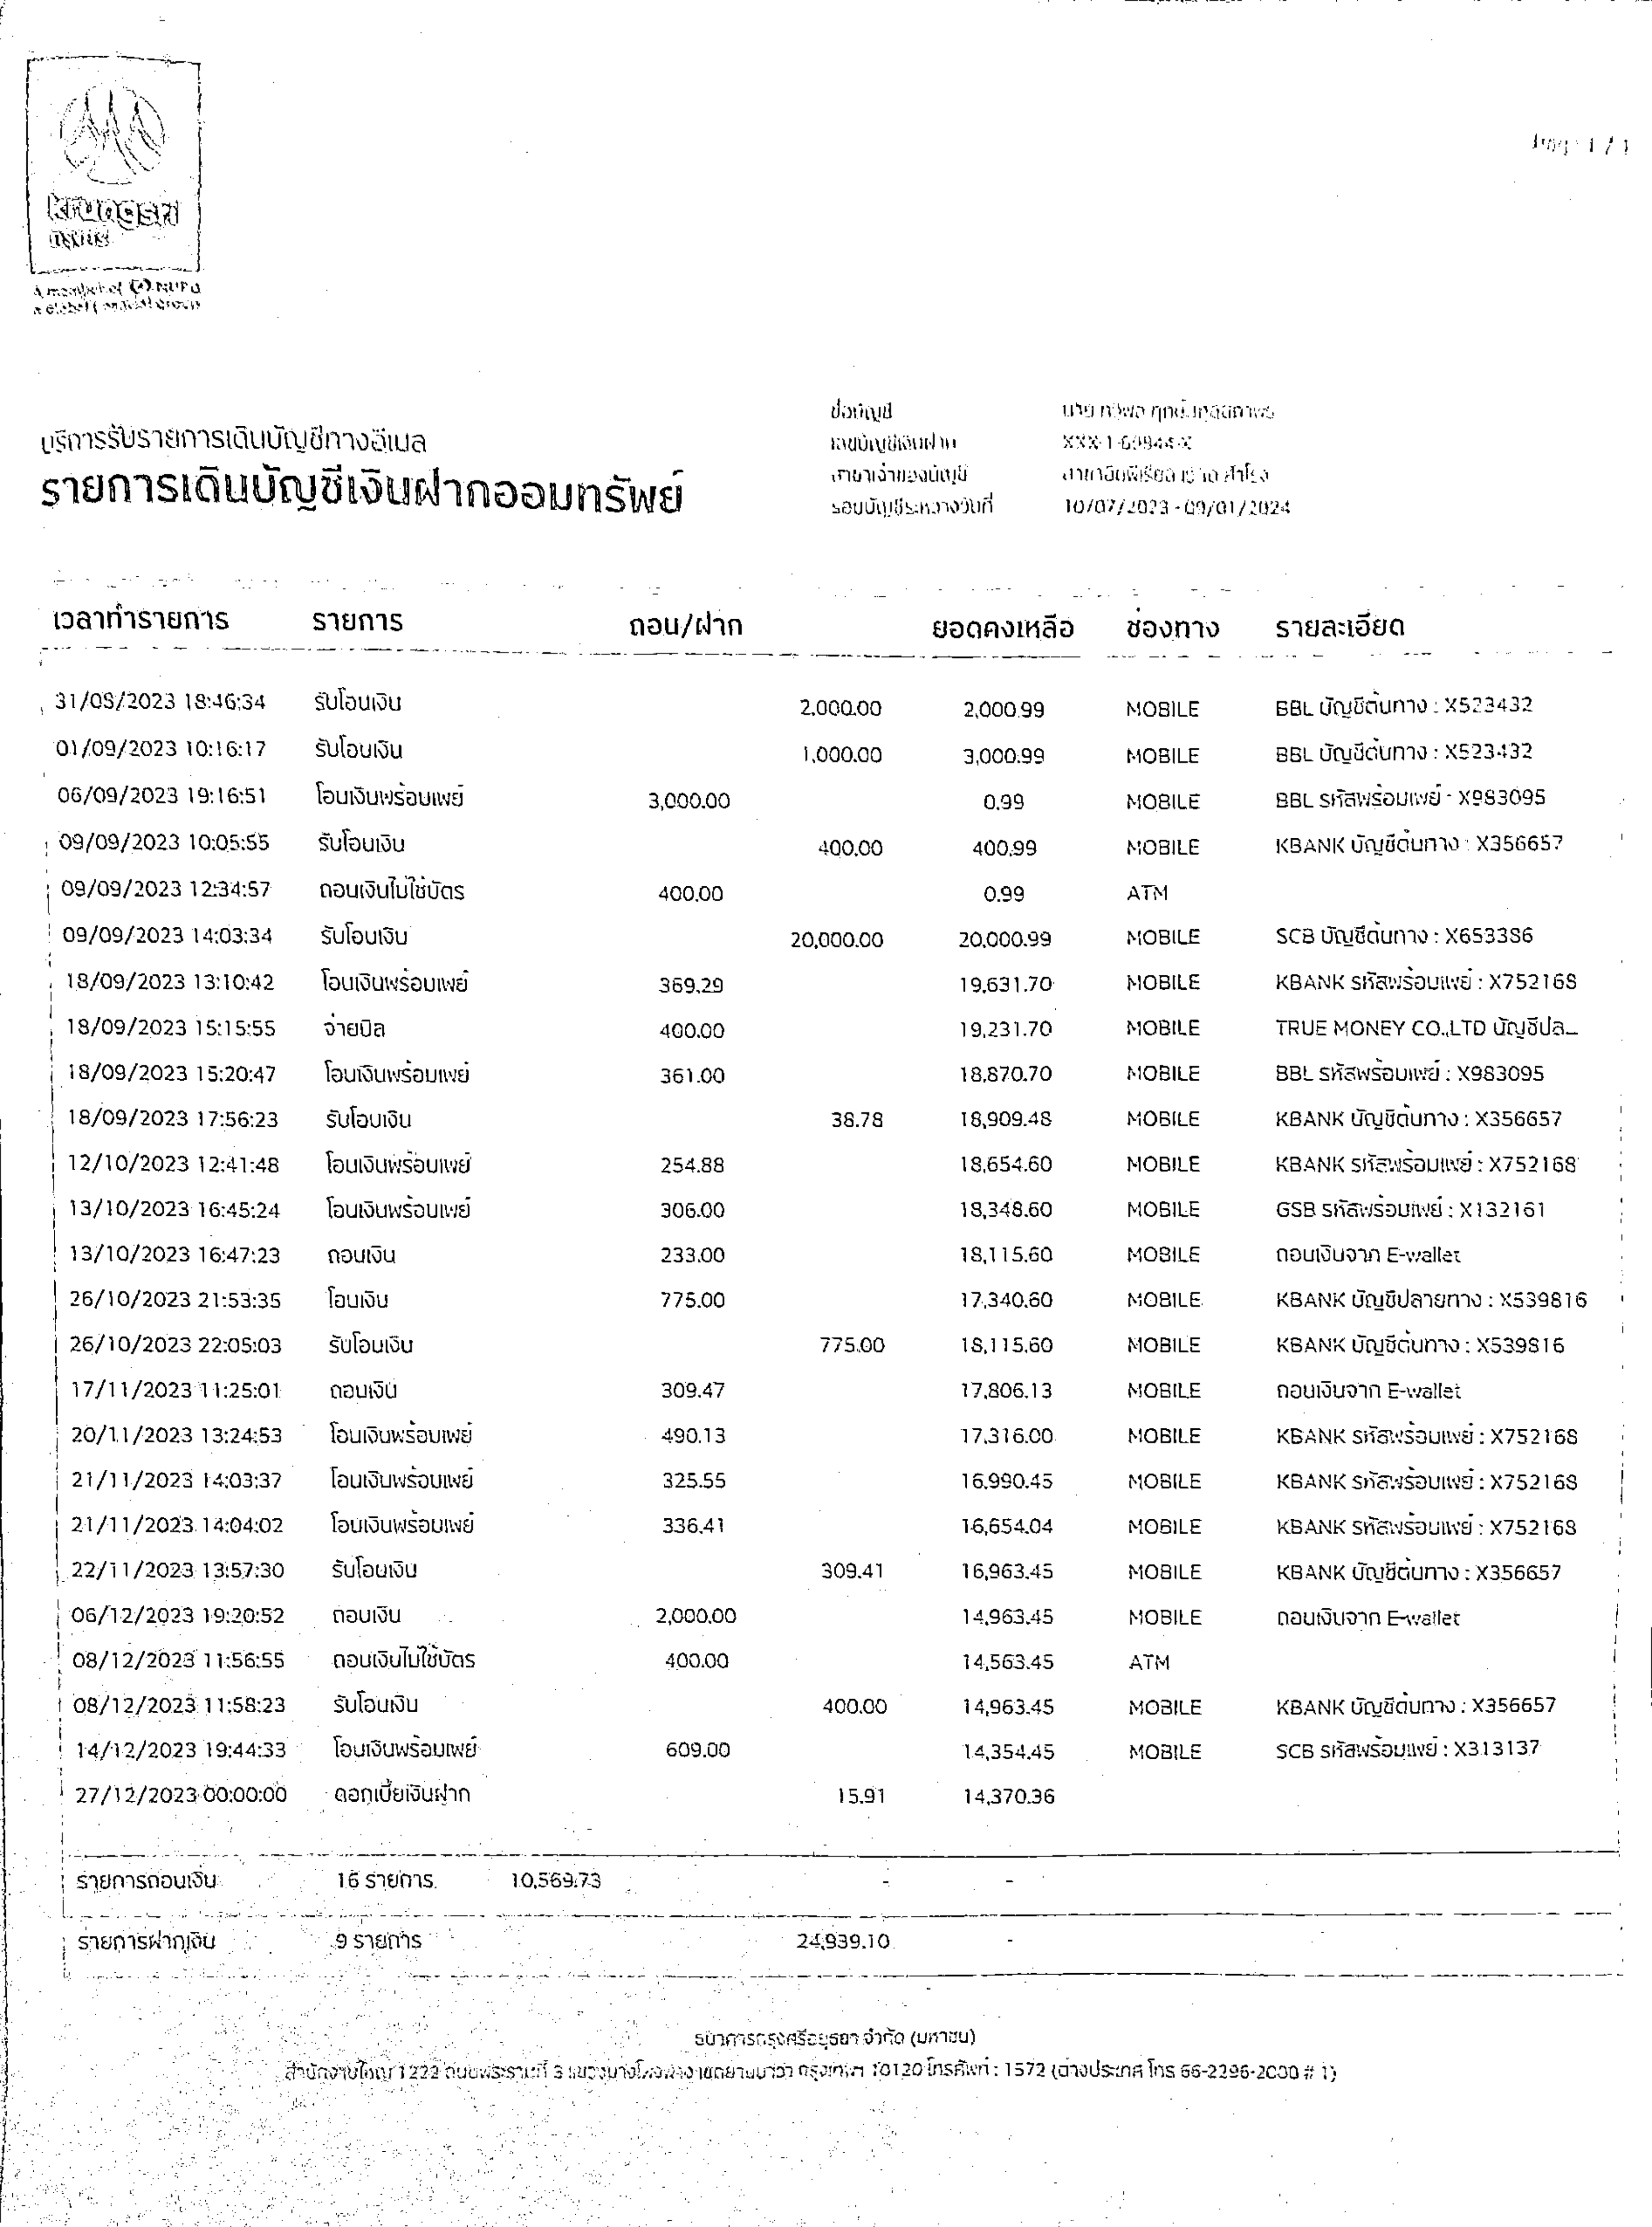 krungsri
กรุงศรี
A member of MUFG
a global financial group
บริการรับรายการเดินบัญชีทางอีเมล
รายการเดินบัญชีเงินฝากออมทรัพย์
ชื่อบัญชี นาย
เลขบัญชีเงินฝาก
สาขาเจ้าของบัญชี สำโรง
รอบบัญชีระหว่างวันที่ 10/07/2023 - 09/01/2024
เวลาทำรายการ รายการ ถอน/ฝาก ยอดคงเหลือ ช่องทาง รายละเอียด
31/08/2023 18:46:34 รับโอนเงิน 2,000.00 2,000.99 MOBILE BBL บัญชีต้นทาง : X523432
01/09/2023 10:16:17 รับโอนเงิน 1,000.00 3,000.99 MOBILE BBL บัญชีต้นทาง : X523432
06/09/2023 19:16:51 โอนเงินพร้อมเพย์ 3,000.00 0.99 MOBILE BBL รหัสพร้อมเพย์ : X983095
09/09/2023 10:05:55 รับโอนเงิน 400.00 400.99 MOBILE KBANK บัญชีต้นทาง : X356657
09/09/2023 12:34:57 ถอนเงินไม่ใช้บัตร 400.00 0.99 ATM
09/09/2023 14:03:34 รับโอนเงิน 20,000.00 20,000.99 MOBILE SCB บัญชีต้นทาง : X653386
18/09/2023 13:10:42 โอนเงินพร้อมเพย์ 369.29 19,631.70 MOBILE KBANK รหัสพร้อมเพย์ : X752168
18/09/2023 15:15:55 จ่ายบิล 400.00 19,231.70 MOBILE TRUE MONEY CO.,LTD บัญชีปล...
18/09/2023 15:20:47 โอนเงินพร้อมเพย์ 361.00 18,870.70 MOBILE BBL รหัสพร้อมเพย์ : X983095
18/09/2023 17:56:23 รับโอนเงิน 38.78 18,909.48 MOBILE KBANK บัญชีต้นทาง : X356657
12/10/2023 12:41:48 โอนเงินพร้อมเพย์ 254.88 18,654.60 MOBILE KBANK รหัสพร้อมเพย์ : X752168
13/10/2023 16:45:24 โอนเงินพร้อมเพย์ 306.00 18,348.60 MOBILE GSB รหัสพร้อมเพย์ : X132161
13/10/2023 16:47:23 ถอนเงิน 233.00 18,115.60 MOBILE ถอนเงินจาก E-wallet
26/10/2023 21:53:35 โอนเงิน 775.00 17,340.60 MOBILE KBANK บัญชีปลายทาง : X539816
26/10/2023 22:05:03 รับโอนเงิน 775.00 18,115.60 MOBILE KBANK บัญชีต้นทาง : X539816
17/11/2023 11:25:01 ถอนเงิน 309.47 17,806.13 MOBILE ถอนเงินจาก E-wallet
20/11/2023 13:24:53 โอนเงินพร้อมเพย์ 490.13 17,316.00 MOBILE KBANK รหัสพร้อมเพย์ : X752168
21/11/2023 14:03:37 โอนเงินพร้อมเพย์ 325.55 16,990.45 MOBILE KBANK รหัสพร้อมเพย์ : X752168
21/11/2023 14:04:02 โอนเงินพร้อมเพย์ 336.41 16,654.04 MOBILE KBANK รหัสพร้อมเพย์ : X752168
22/11/2023 13:57:30 รับโอนเงิน 309.41 16,963.45 MOBILE KBANK บัญชีต้นทาง : X356657
06/12/2023 19:20:52 ถอนเงิน 2,000.00 14,963.45 MOBILE ถอนเงินจาก E-wallet
08/12/2023 11:56:55 ถอนเงินไม่ใช้บัตร 400.00 14,563.45 ATM
08/12/2023 11:58:23 รับโอนเงิน 400.00 14,963.45 MOBILE KBANK บัญชีต้นทาง : X356657
14/12/2023 19:44:33 โอนเงินพร้อมเพย์ 609.00 14,354.45 MOBILE SCB รหัสพร้อมเพย์ : X313137
27/12/2023 00:00:00 ดอกเบี้ยเงินฝาก 15.91 14,370.36
รายการถอนเงิน 16 รายการ 10,569.73 - -
รายการฝากเงิน 9 รายการ 24,939.10 -
ธนาคารกรุงศรีอยุธยา จำกัด (มหาชน)
สำนักงานใหญ่ 1222 ถนนพระรามที่ 3 แขวงบางโพงพาง เขตยานนาวา กรุงเทพฯ 10120 โทรศัพท์ : 1572 (ต่างประเทศ โทร 66-2296-2000 # 1)